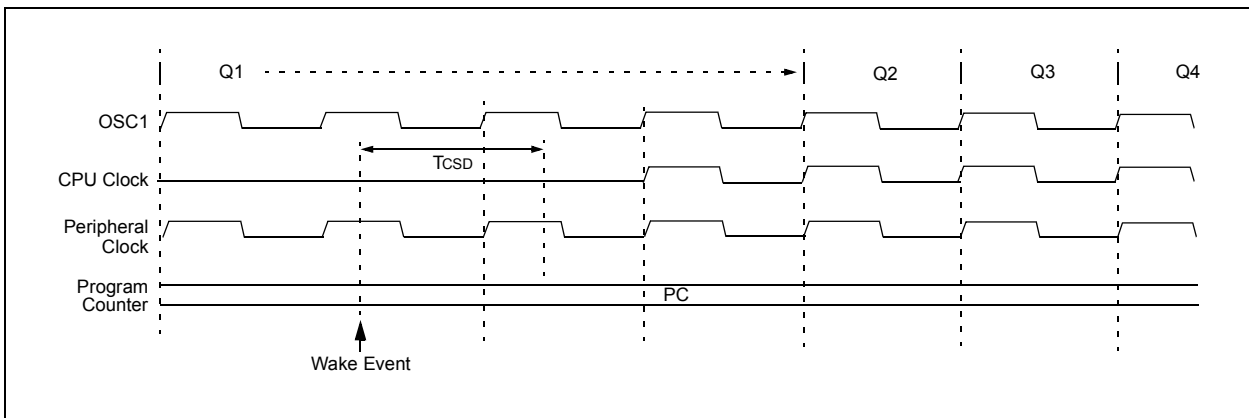 Q1
Q2
Q3
Q4
OSC1
TCSD
CPU Clock
Peripheral
Clock
Program
Counter
PC
Wake Event